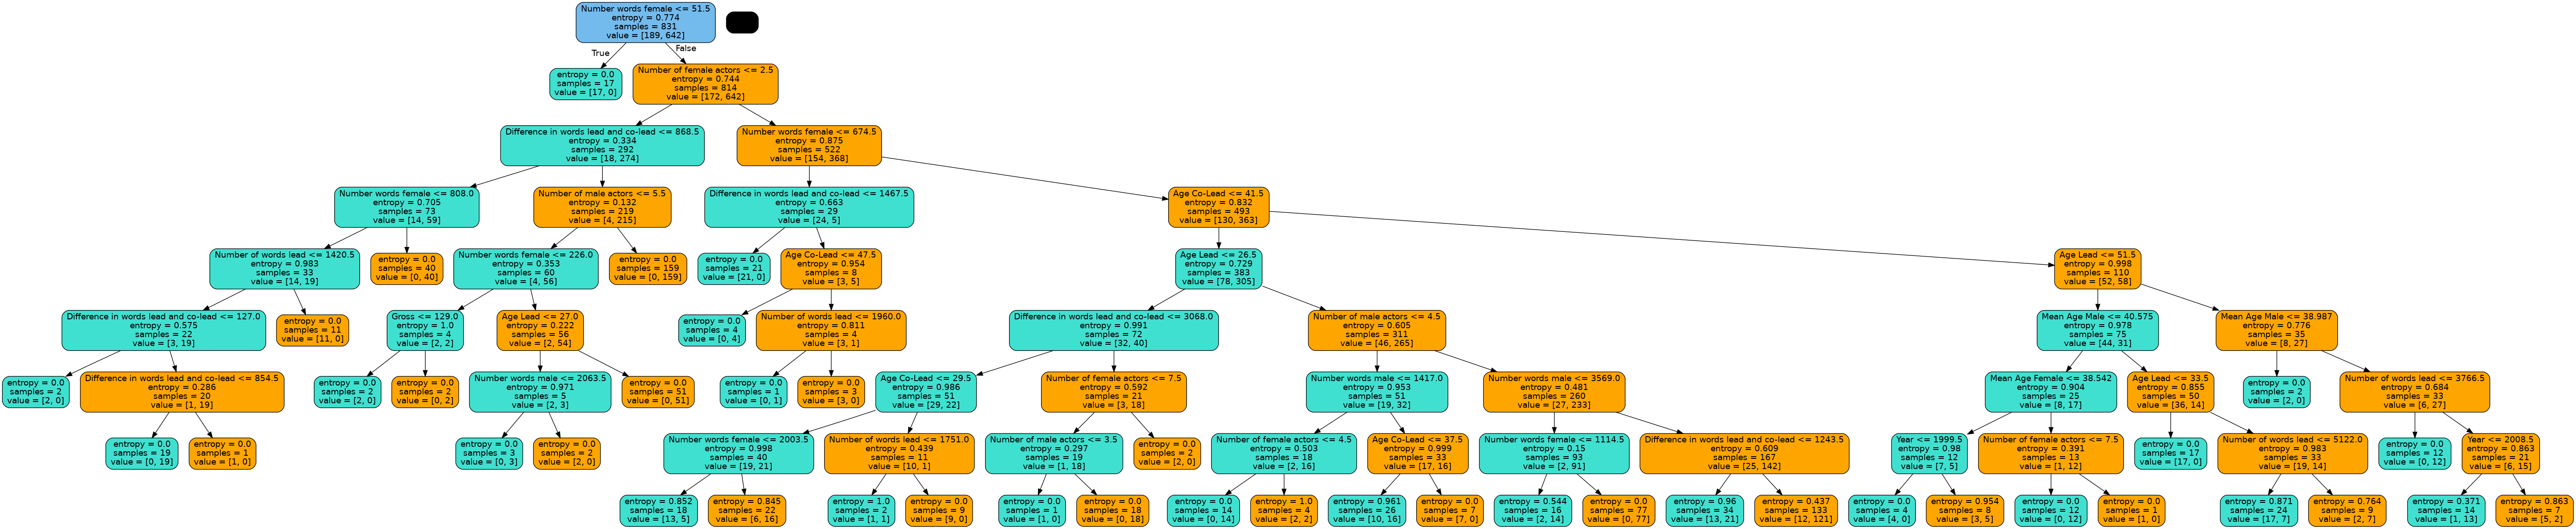 Number words female <= 51.5
entropy = 0.774
samples = 831
value = [189, 642]
True
False
entropy = 0.0
samples = 17
value = [17, 0]
Number of female actors <= 2.5
entropy = 0.744
samples = 814
value = [172, 642]
Difference in words lead and co-lead <= 868.5
entropy = 0.334
samples = 292
value = [18, 274]
Number words female <= 674.5
entropy = 0.875
samples = 522
value = [154, 368]
Number words female <= 808.0
entropy = 0.705
samples = 73
value = [14, 59]
Number of male actors <= 5.5
entropy = 0.132
samples = 219
value = [4, 215]
Difference in words lead and co-lead <= 1467.5
entropy = 0.663
samples = 29
value = [24, 5]
Age Co-Lead <= 41.5
entropy = 0.832
samples = 493
value = [130, 363]
Number of words lead <= 1420.5
entropy = 0.983
samples = 33
value = [14, 19]
entropy = 0.0
samples = 40
value = [0, 40]
Number words female <= 226.0
entropy = 0.353
samples = 60
value = [4, 56]
entropy = 0.0
samples = 159
value = [0, 159]
entropy = 0.0
samples = 21
value = [21, 0]
Age Co-Lead <= 47.5
entropy = 0.954
samples = 8
value = [3, 5]
Age Lead <= 26.5
entropy = 0.729
samples = 383
value = [78, 305]
Age Lead <= 51.5
entropy = 0.998
samples = 110
value = [52, 58]
Difference in words lead and co-lead <= 127.0
entropy = 0.575
samples = 22
value = [3, 19]
entropy = 0.0
samples = 11
value = [11, 0]
Gross <= 129.0
entropy = 1.0
samples = 4
value = [2, 2]
Age Lead <= 27.0
entropy = 0.222
samples = 56
value = [2, 54]
entropy = 0.0
samples = 4
value = [0, 4]
Number of words lead <= 1960.0
entropy = 0.811
samples = 4
value = [3, 1]
Difference in words lead and co-lead <= 3068.0
entropy = 0.991
samples = 72
value = [32, 40]
Number of male actors <= 4.5
entropy = 0.605
samples = 311
value = [46, 265]
Mean Age Male <= 40.575
entropy = 0.978
samples = 75
value = [44, 31]
Mean Age Male <= 38.987
entropy = 0.776
samples = 35
value = [8, 27]
entropy = 0.0
samples = 2
value = [2, 0]
Difference in words lead and co-lead <= 854.5
entropy = 0.286
samples = 20
value = [1, 19]
entropy = 0.0
samples = 2
value = [2, 0]
entropy = 0.0
samples = 2
value = [0, 2]
Number words male <= 2063.5
entropy = 0.971
samples = 5
value = [2, 3]
entropy = 0.0
samples = 51
value = [0, 51]
entropy = 0.0
samples = 1
value = [0, 1]
entropy = 0.0
samples = 3
value = [3, 0]
Age Co-Lead <= 29.5
entropy = 0.986
samples = 51
value = [29, 22]
Number of female actors <= 7.5
entropy = 0.592
samples = 21
value = [3, 18]
Number words male <= 1417.0
entropy = 0.953
samples = 51
value = [19, 32]
Number words male <= 3569.0
entropy = 0.481
samples = 260
value = [27, 233]
Mean Age Female <= 38.542
entropy = 0.904
samples = 25
value = [8, 17]
Age Lead <= 33.5
entropy = 0.855
samples = 50
value = [36, 14]
entropy = 0.0
samples = 2
value = [2, 0]
Number of words lead <= 3766.5
entropy = 0.684
samples = 33
value = [6, 27]
entropy = 0.0
samples = 19
value = [0, 19]
entropy = 0.0
samples = 1
value = [1, 0]
entropy = 0.0
samples = 3
value = [0, 3]
entropy = 0.0
samples = 2
value = [2, 0]
Number words female <= 2003.5
entropy = 0.998
samples = 40
value = [19, 21]
Number of words lead <= 1751.0
entropy = 0.439
samples = 11
value = [10, 1]
Number of male actors <= 3.5
entropy = 0.297
samples = 19
value = [1, 18]
entropy = 0.0
samples = 2
value = [2, 0]
Number of female actors <= 4.5
entropy = 0.503
samples = 18
value = [2, 16]
Age Co-Lead <= 37.5
entropy = 0.999
samples = 33
value = [17, 16]
Number words female <= 1114.5
entropy = 0.15
samples = 93
value = [2, 91]
Difference in words lead and co-lead <= 1243.5
entropy = 0.609
samples = 167
value = [25, 142]
Year <= 1999.5
entropy = 0.98
samples = 12
value = [7, 5]
Number of female actors <= 7.5
entropy = 0.391
samples = 13
value = [1, 12]
entropy = 0.0
samples = 17
value = [17, 0]
Number of words lead <= 5122.0
entropy = 0.983
samples = 33
value = [19, 14]
entropy = 0.0
samples = 12
value = [0, 12]
Year <= 2008.5
entropy = 0.863
samples = 21
value = [6, 15]
entropy = 0.852
samples = 18
value = [13, 5]
entropy = 0.845
samples = 22
value = [6, 16]
entropy = 1.0
samples = 2
value = [1, 1]
entropy = 0.0
samples = 9
value = [9, 0]
entropy = 0.0
samples = 1
value = [1, 0]
entropy = 0.0
samples = 18
value = [0, 18]
entropy = 0.0
samples = 14
value = [0, 14]
entropy = 1.0
samples = 4
value = [2, 2]
entropy = 0.961
samples = 26
value = [10, 16]
entropy = 0.0
samples = 7
value = [7, 0]
entropy = 0.544
samples = 16
value = [2, 14]
entropy = 0.0
samples = 77
value = [0, 77]
entropy = 0.96
samples = 34
value = [13, 21]
entropy = 0.437
samples = 133
value = [12, 121]
entropy = 0.0
samples = 4
value = [4, 0]
entropy = 0.954
samples = 8
value = [3, 5]
entropy = 0.0
samples = 12
value = [0, 12]
entropy = 0.0
samples = 1
value = [1, 0]
entropy = 0.871
samples = 24
value = [17, 7]
entropy = 0.764
samples = 9
value = [2, 7]
entropy = 0.371
samples = 14
value = [1, 13]
entropy = 0.863
samples = 7
value = [5, 2]